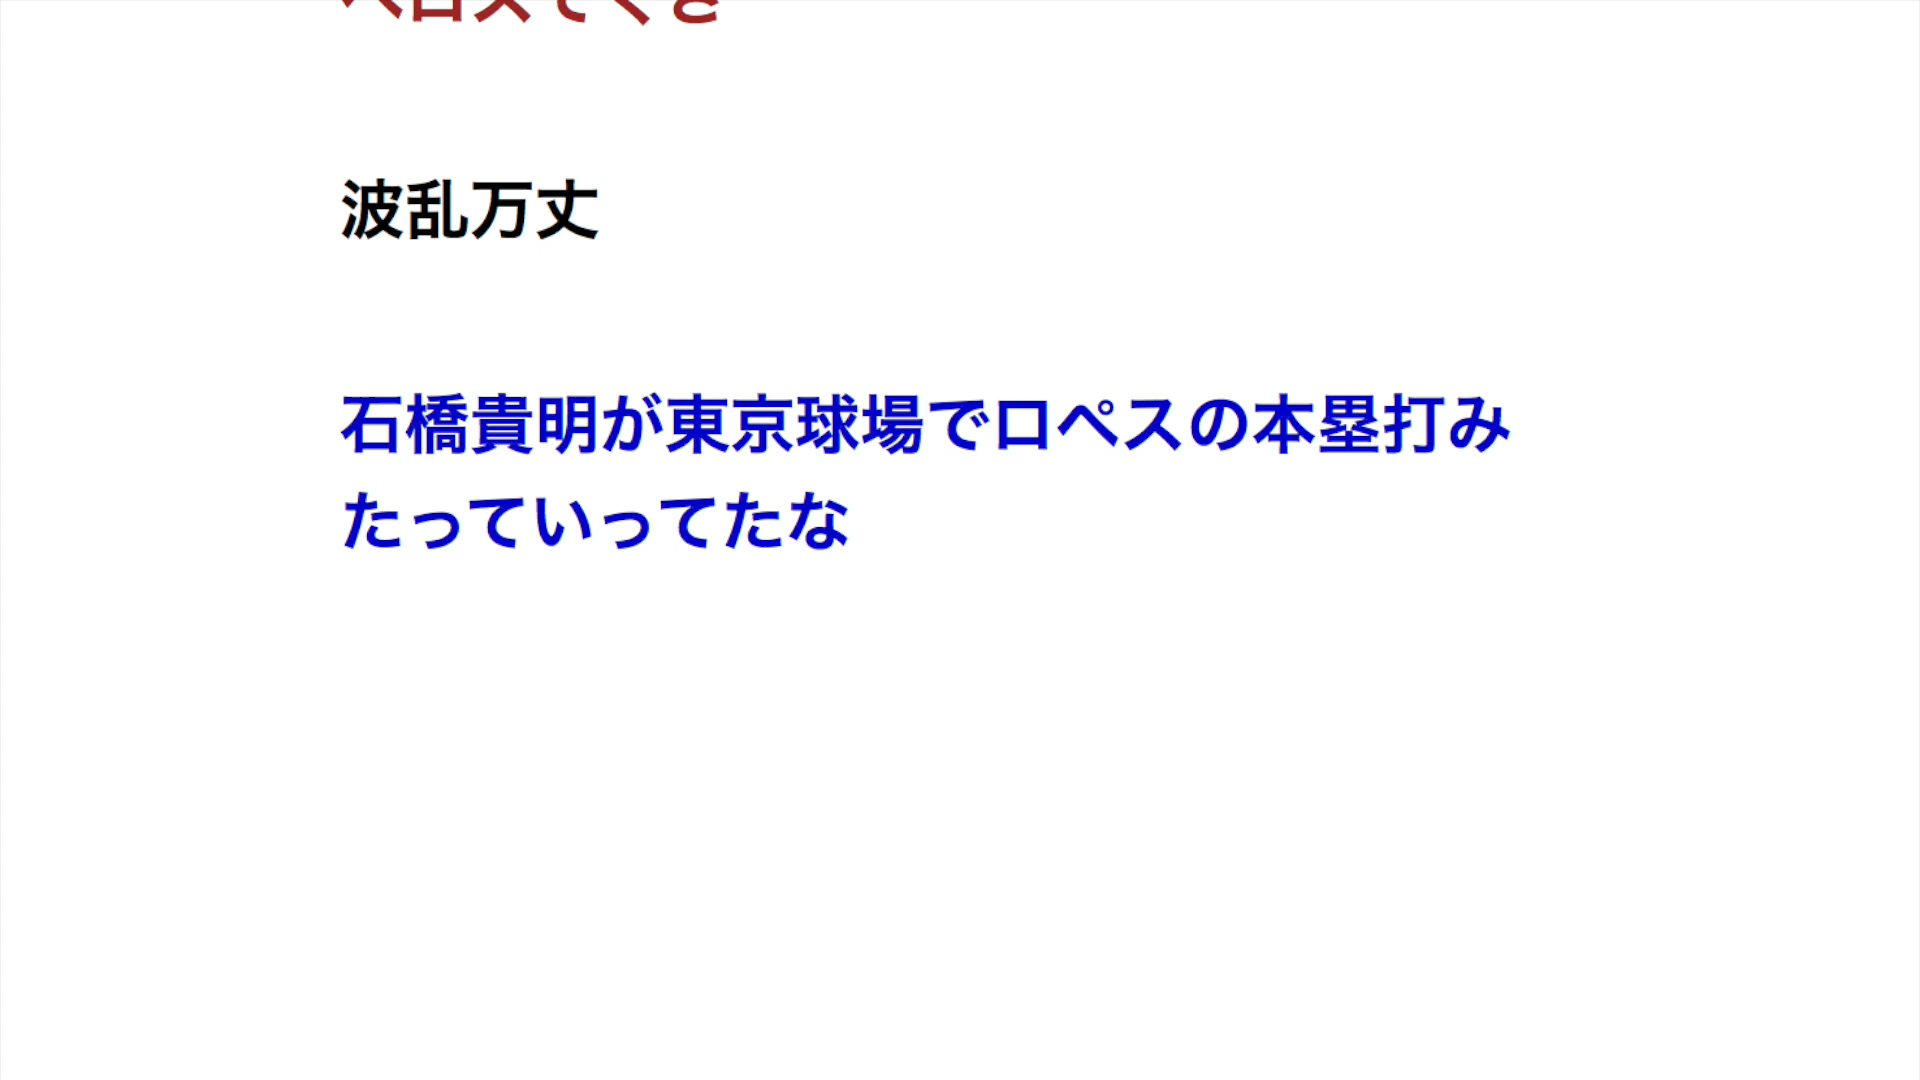 波乱万丈
石橋貴明が東京球場でロペスの本塁打み
たっていってたな